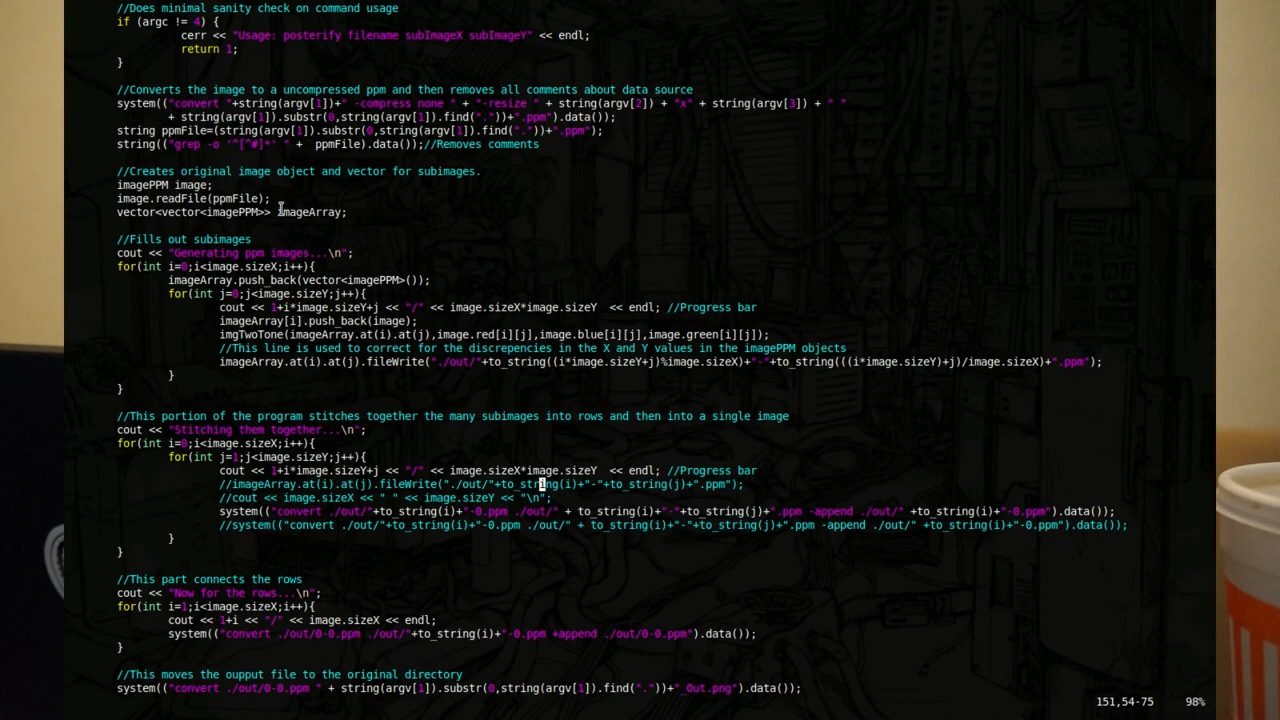 //Does minimal sanity check on command usage
if (argc != 4) {
cerr << "Usage: posterify filename subImageX subImageY" << endl;
return 1;
}
//Converts the image to a uncompressed ppm and then removes all comments about data source
system(("convert "+string(argv[1])+" -compress none " + "-resize " + string(argv[2]) + "x" + string(argv[3]) + " "
+ string(argv[1]).substr(0,string(argv[1]).find("."))+".ppm").data());
string ppmFile=(string(argv[1]).substr(0,string(argv[1]).find("."))+".ppm");
string(("grep -o '^[^#]*' " +  ppmFile).data());//Removes comments
//Creates original image object and vector for subimages.
imagePPM image;
image.readFile(ppmFile);
vector<vector<imagePPM>> imageArray;
//Fills out subimages
cout << "Generating ppm images...\n";
for(int i=0;i<image.sizeX;i++){
imageArray.push_back(vector<imagePPM>());
for(int j=0;j<image.sizeY;j++){
cout << 1+i*image.sizeY+j << "/" << image.sizeX*image.sizeY  << endl; //Progress bar
imageArray[i].push_back(image);
imgTwoTone(imageArray.at(i).at(j),image.red[i][j],image.blue[i][j],image.green[i][j]);
//This line is used to correct for the discrepencies in the X and Y values in the imagePPM objects
imageArray.at(i).at(j).fileWrite("./out/"+to_string((i*image.sizeY+j)%image.sizeX)+"-"+to_string(((i*image.sizeY)+j)/image.sizeX)+".ppm");
}
}
//This portion of the program stitches together the many subimages into rows and then into a single image
cout << "Stitching them together...\n";
for(int i=0;i<image.sizeX;i++){
for(int j=1;j<image.sizeY;j++){
cout << 1+i*image.sizeY+j << "/" << image.sizeX*image.sizeY  << endl; //Progress bar
//imageArray.at(i).at(j).fileWrite("./out/"+to_string(i)+"-"+to_string(j)+".ppm");
//cout << image.sizeX << " " << image.sizeY << "\n";
system(("convert ./out/"+to_string(i)+"-0.ppm ./out/" + to_string(i)+"-"+to_string(j)+".ppm -append ./out/" +to_string(i)+"-0.ppm").data());
//system(("convert ./out/"+to_string(i)+"-0.ppm ./out/" + to_string(i)+"-"+to_string(j)+".ppm -append ./out/" +to_string(i)+"-0.ppm").data());
}
}
//This part connects the rows
cout << "Now for the rows...\n";
for(int i=1;i<image.sizeX;i++){
cout << 1+i << "/" << image.sizeX << endl;
system(("convert ./out/0-0.ppm ./out/"+to_string(i)+"-0.ppm +append ./out/0-0.ppm").data());
}
//This moves the oupput file to the original directory
system(("convert ./out/0-0.ppm " + string(argv[1]).substr(0,string(argv[1]).find("."))+"_Out.png").data());
151,54-75 98%